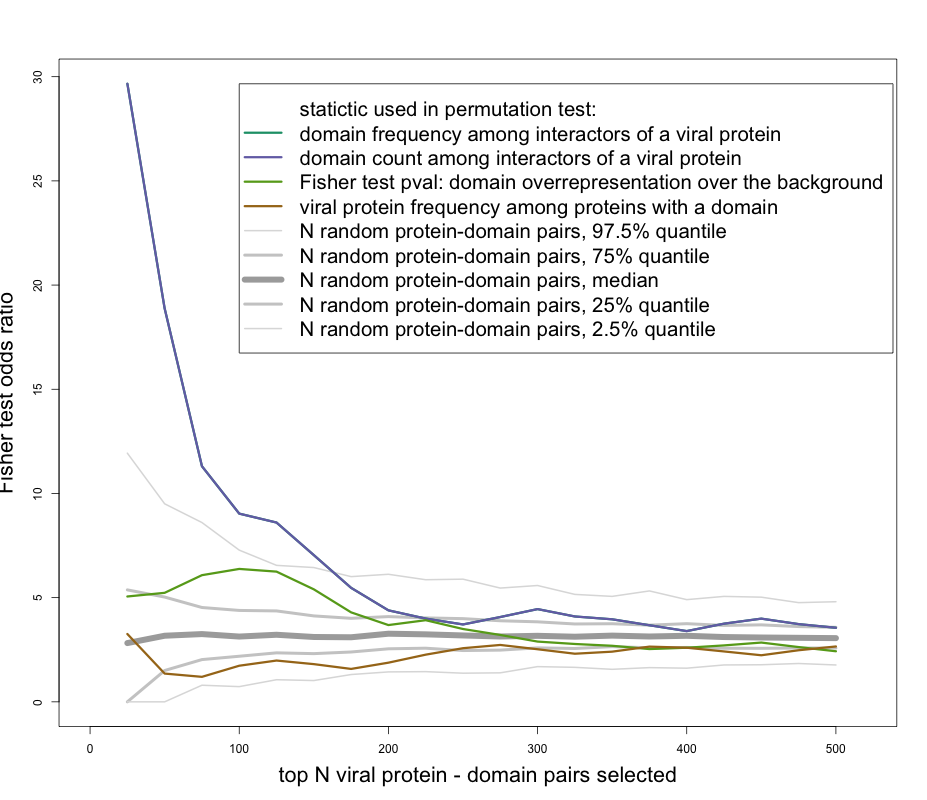 statictic used in permutation test:
domain frequency among interactors of a viral protein
domain count among interactors of a viral protein
Fisher test pval: domain overrepresentation over the background
viral protein frequency among proteins with a domain
N random protein-domain pairs, 97.5% quantile
N random protein-domain pairs, 75% quantile
N random protein-domain pairs, median
N random protein-domain pairs, 25% quantile
N random protein-domain pairs, 2.5% quantile
Fisher test odds ratio
30
25
20
15
10
5
0
0 100 200 300 400 500
top N viral protein - domain pairs selected